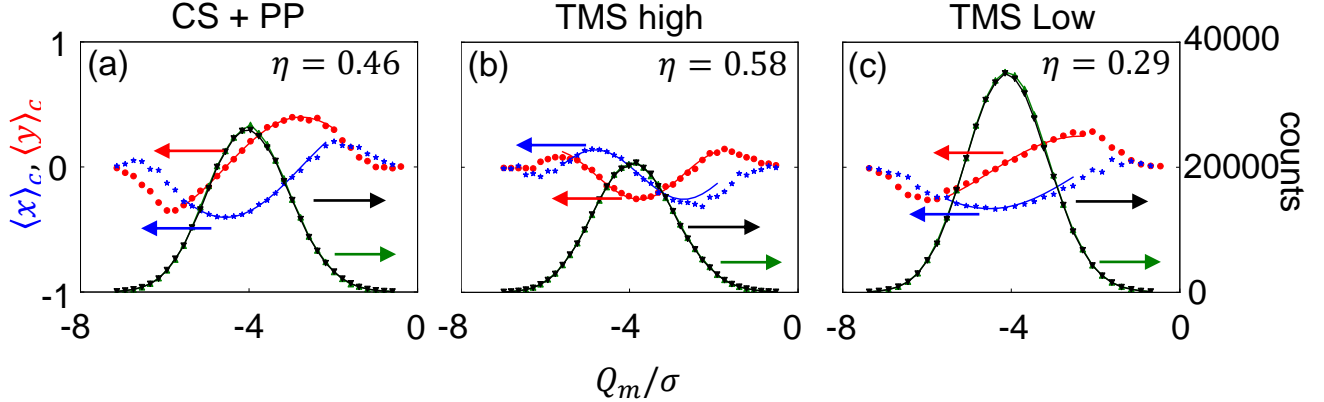 CS + PP TMS high TMS Low
(a) η = 0.46
(b) η = 0.58
(c) η = 0.29
1
0
-1
⟨x⟩c, ⟨y⟩c
40000
20000
0
counts
-8 -4 0
-8 -4 0
-8 -4 0
Qm/σ